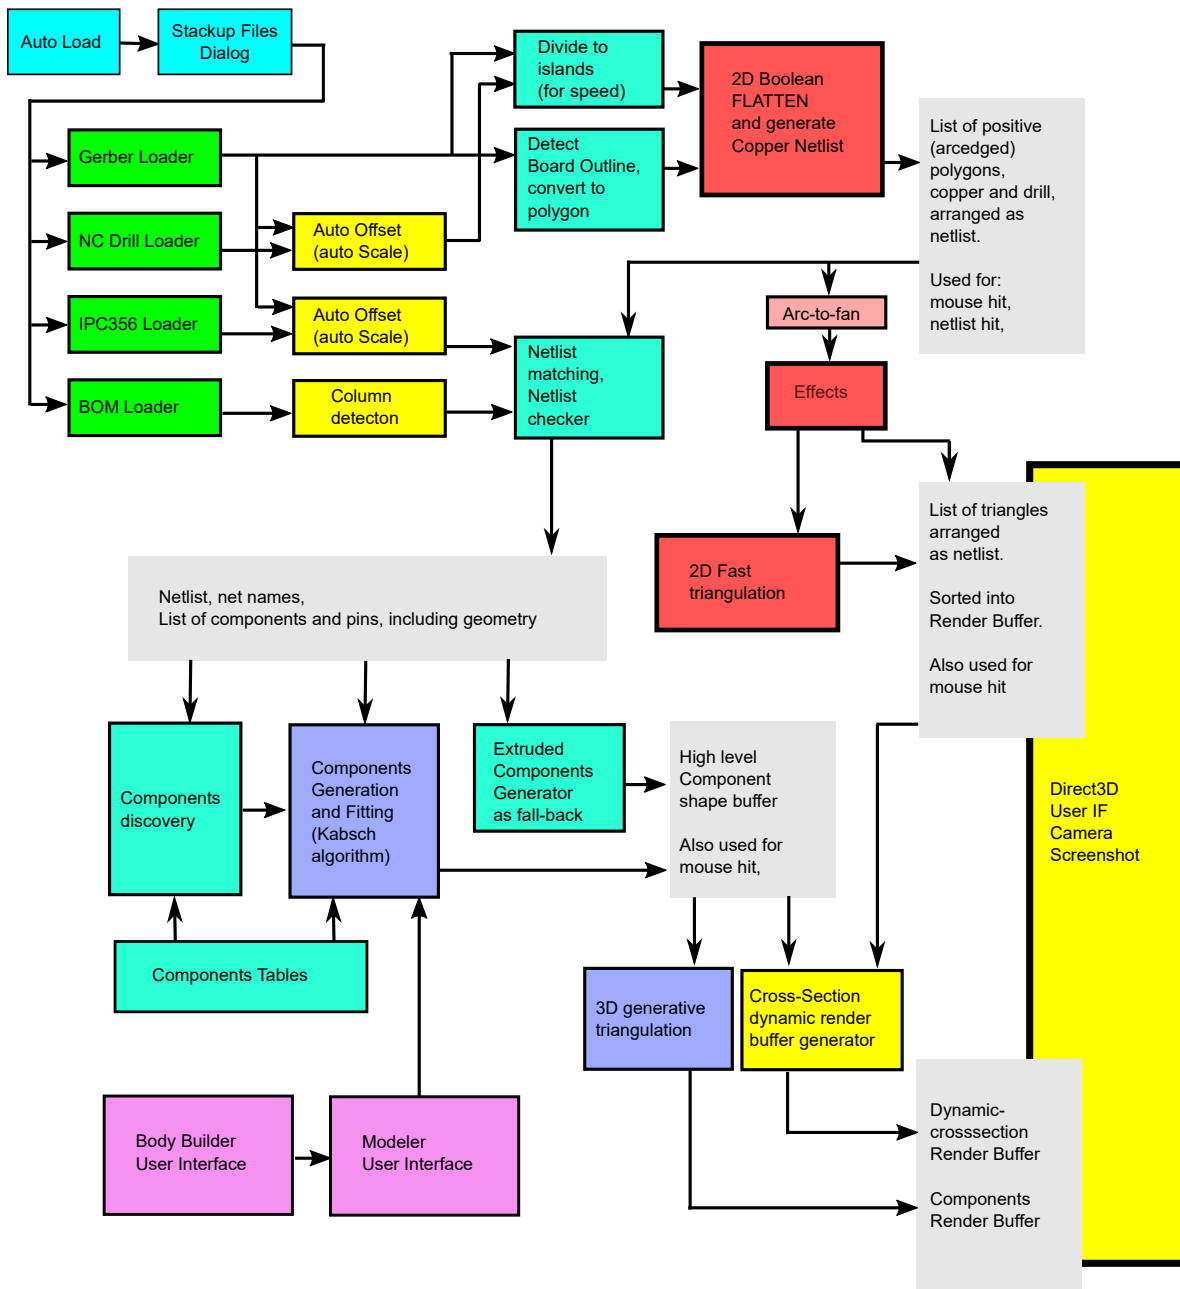 Auto Load
Stackup Files
Dialog
Divide to
islands
(for speed)
2D Boolean
FLATTEN
and generate
Copper Netlist
List of positive
(arcedged)
polygons,
copper and drill,
arranged as
netlist.
Used for:
mouse hit,
netlist hit,
Gerber Loader
Detect
Board Outline,
convert to
polygon
NC Drill Loader
Auto Offset
(auto Scale)
IPC356 Loader
Auto Offset
(auto Scale)
Arc-to-fan
Netlist
matching,
Netlist
checker
Effects
BOM Loader
Column
detecton
List of triangles
arranged
as netlist.
Sorted into
Render Buffer.
Also used for
mouse hit
2D Fast
triangulation
Netlist, net names,
List of components and pins, including geometry
Components
discovery
Components
Generation
and Fitting
(Kabsch
algorithm)
Extruded
Components
Generator
as fall-back
High level
Component
shape buffer
Also used for
mouse hit,
Direct3D
User IF
Camera
Screenshot
Components Tables
3D generative
triangulation
Cross-Section
dynamic render
buffer generator
Body Builder
User Interface
Modeler
User Interface
Dynamic-
crosssection
Render Buffer
Components
Render Buffer